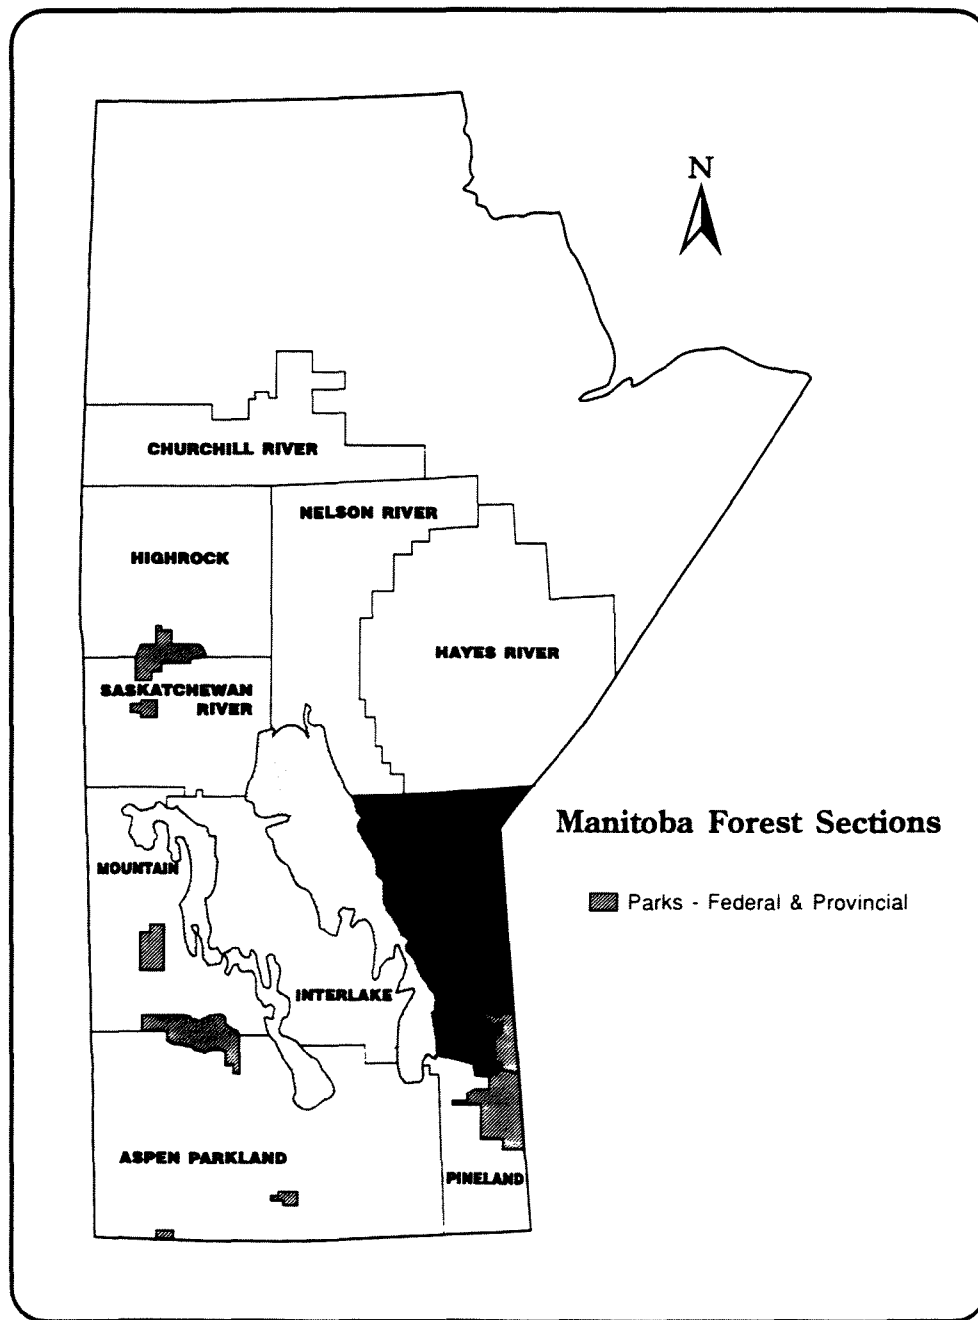 N
CHURCHILL RIVER
NELSON RIVER
HIGHROCK
HAYES RIVER
SASKATCHEWAN
RIVER
Manitoba Forest Sections
MOUNTAIN
Parks - Federal & Provincial
INTERLAKE
ASPEN PARKLAND
PINELAND